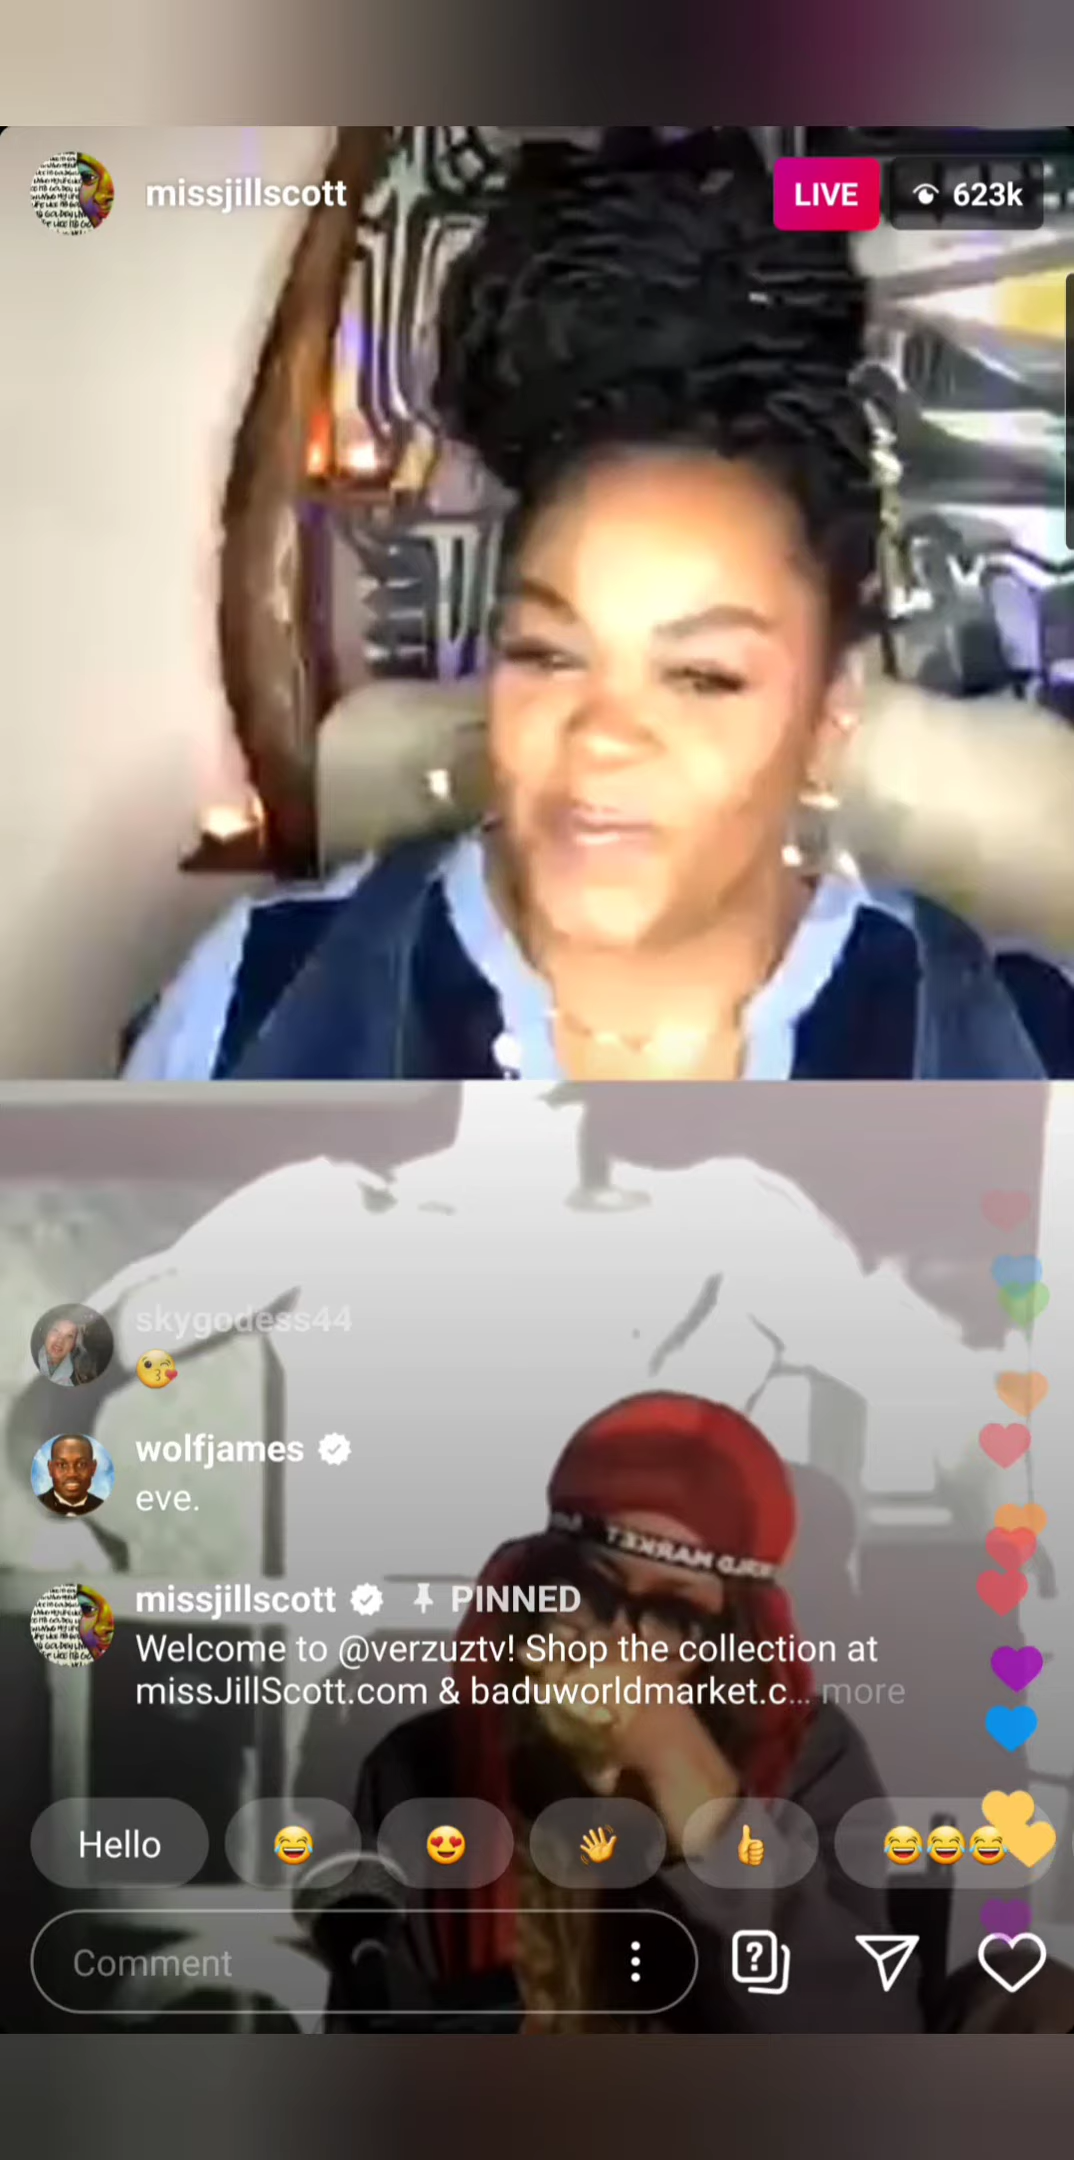 missjillscott
LIVE
623k
skygodess44
😘
wolfjames
eve.
missjillscott PINNED
Welcome to @verzuztv! Shop the collection at
missJillScott.com & baduworldmarket.c... more
MARKET
Hello
😂 😍 👋 👍 😂😂😂
Comment